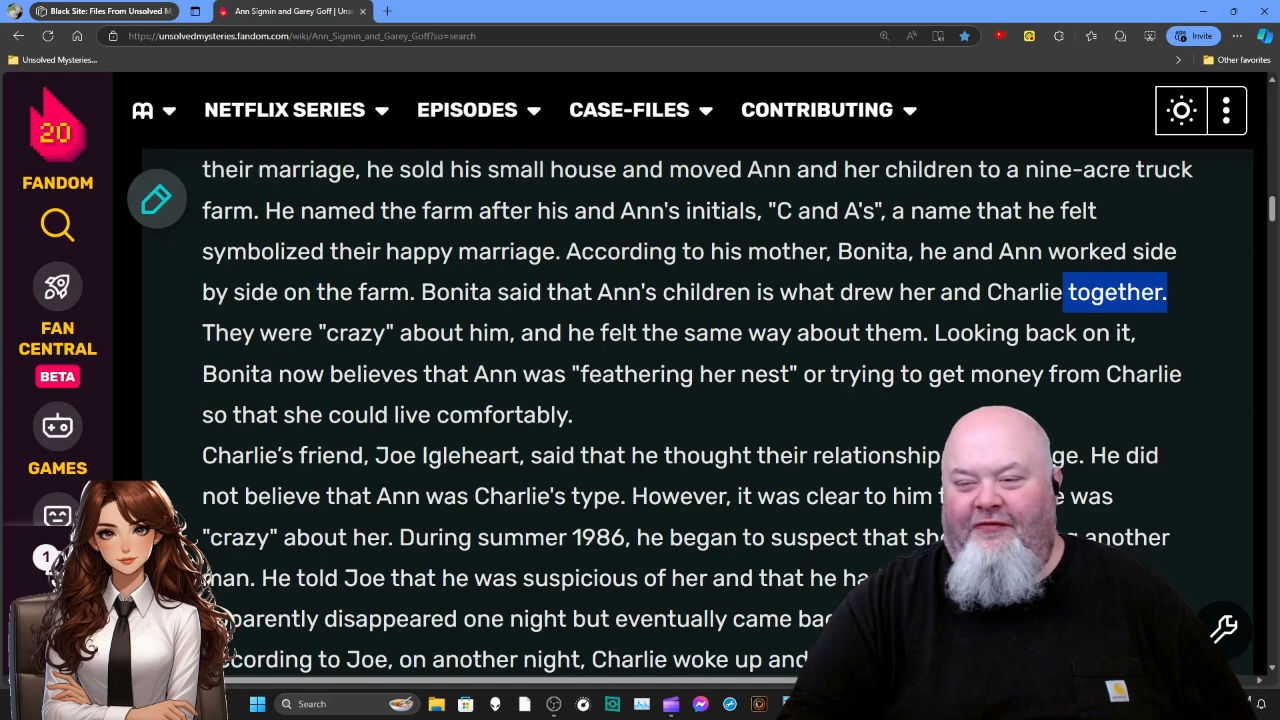 Black Site: Files From Unsolved M
Ann Sigmin and Garey Goff | Uns
https://unsolvedmysteries.fandom.com/wiki/Ann_Sigmin_and_Garey_Goff?so=search
Invite
Unsolved Mysteries...
Other favorites
20
FANDOM
FAN
CENTRAL
BETA
GAMES
1
NETFLIX SERIES
EPISODES
CASE-FILES
CONTRIBUTING
their marriage, he sold his small house and moved Ann and her children to a nine-acre truck
farm. He named the farm after his and Ann's initials, "C and A's", a name that he felt
symbolized their happy marriage. According to his mother, Bonita, he and Ann worked side
by side on the farm. Bonita said that Ann's children is what drew her and Charlie together.
They were "crazy" about him, and he felt the same way about them. Looking back on it,
Bonita now believes that Ann was "feathering her nest" or trying to get money from Charlie
so that she could live comfortably.
Charlie's friend, Joe Igleheart, said that he thought their relationship
He did
not believe that Ann was Charlie's type. However, it was clear to him
was
"crazy" about her. During summer 1986, he began to suspect that
another
man. He told Joe that he was suspicious of her and that he
apparently disappeared one night but eventually came
according to Joe, on another night, Charlie woke up and
Search